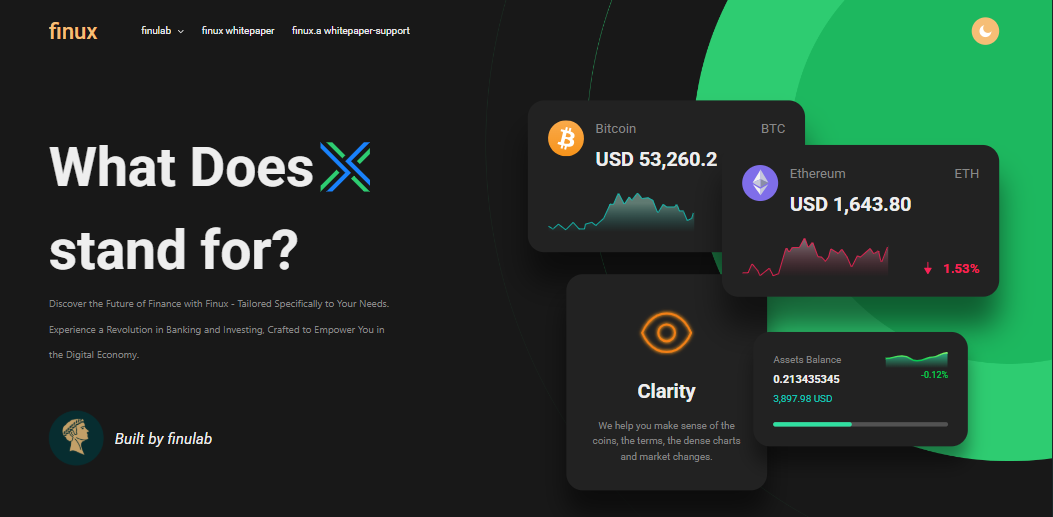 finux
finulab
finux whitepaper
finux.a whitepaper-support
What Does
stand for?
Discover the Future of Finance with Finux - Tailored Specifically to Your Needs.
Experience a Revolution in Banking and Investing, Crafted to Empower You in
the Digital Economy.
Built by finulab
Bitcoin
BTC
USD 53,260.2
Ethereum
ETH
USD 1,643.80
1.53%
Clarity
We help you make sense of the
coins, the terms, the dense charts
and market changes.
Assets Balance
0.213435345
-0.12%
3,897.98 USD